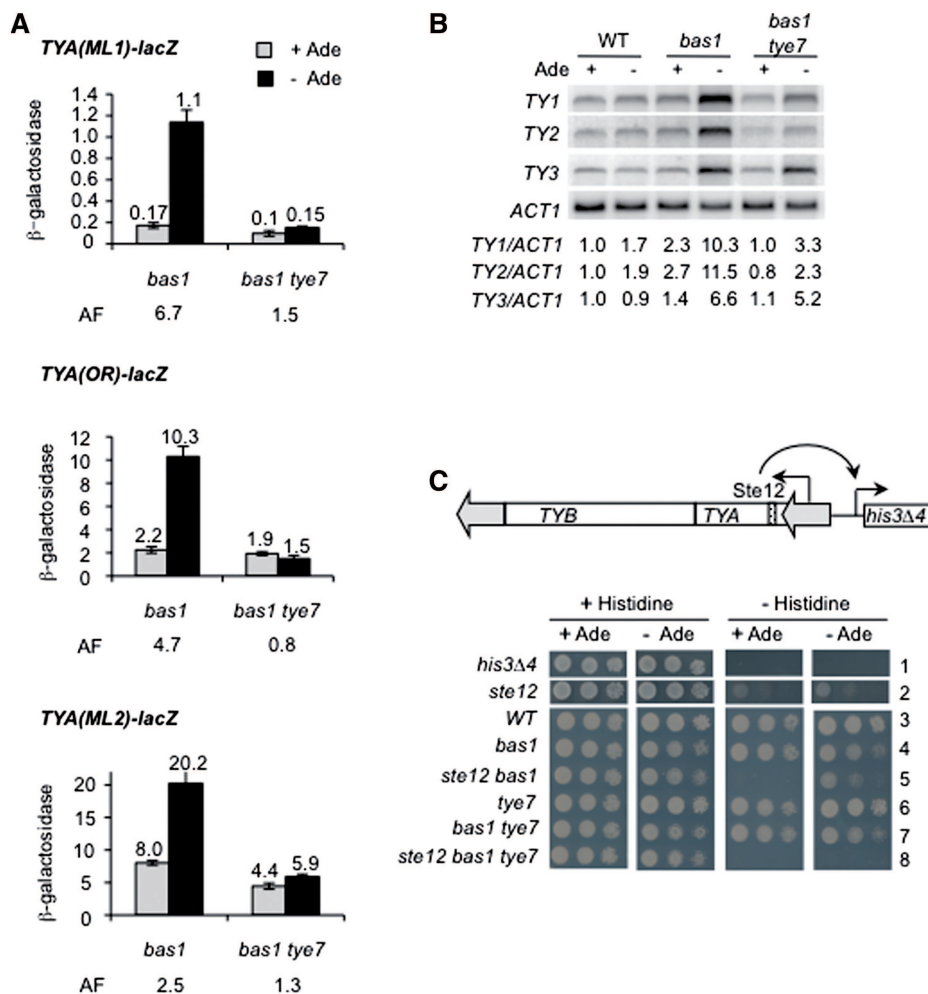 A
TYA(ML1)-lacZ
+ Ade
- Ade
β-galactosidase
1.4
1.2
1.0
0.8
0.6
0.4
0.2
0
0.17
1.1
0.1
0.15
bas1
bas1 tye7
AF
6.7
1.5
TYA(OR)-lacZ
β-galactosidase
12
10
8
6
4
2
0
2.2
10.3
1.9
1.5
bas1
bas1 tye7
AF
4.7
0.8
TYA(ML2)-lacZ
β-galactosidase
20
15
10
5
0
8.0
20.2
4.4
5.9
bas1
bas1 tye7
AF
2.5
1.3
B
WT
bas1
bas1
tye7
Ade + - + - + -
TY1
TY2
TY3
ACT1
TY1/ACT1 1.0 1.7 2.3 10.3 1.0 3.3
TY2/ACT1 1.0 1.9 2.7 11.5 0.8 2.3
TY3/ACT1 1.0 0.9 1.4 6.6 1.1 5.2
C
Ste12
TYB
TYA
his3Δ4
+ Histidine
- Histidine
+ Ade - Ade + Ade - Ade
his3Δ4 1
ste12 2
WT 3
bas1 4
ste12 bas1 5
tye7 6
bas1 tye7 7
ste12 bas1 tye7 8